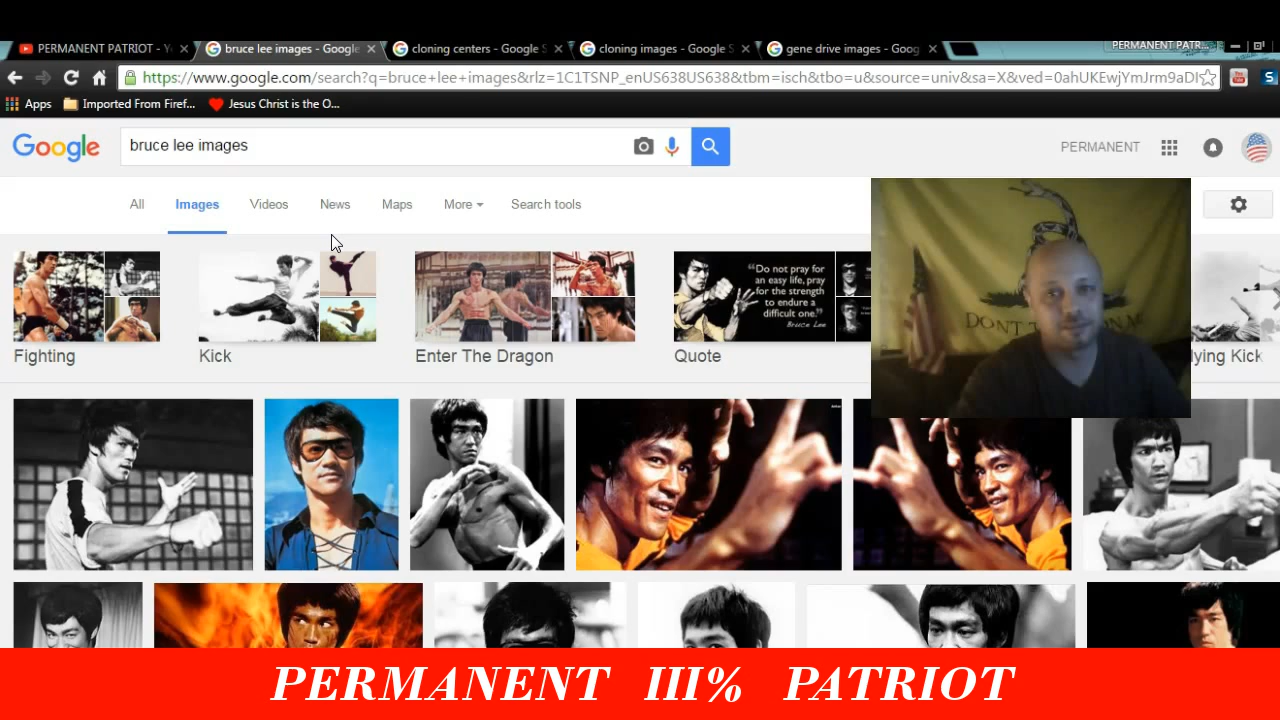 PERMANENT PATRIOT - Y
bruce lee images - Google
cloning centers - Google S
cloning images - Google S
gene drive images - Goog
PERMANENT PATR...
https://www.google.com/search?q=bruce+lee+images&rlz=1C1TSNP_enUS638US638&tbm=isch&tbo=u&source=univ&sa=X&ved=0ahUKEwjYmJrm9aDI
Apps
Imported From Firef...
Jesus Christ is the O...
Google
bruce lee images
PERMANENT
All
Images
Videos
News
Maps
More
Search tools
"Do not pray for
an easy life, pray
for the strength
to endure a
difficult one."
Bruce Lee
DON'T
Fighting
Kick
Enter The Dragon
Quote
lying Kick
PERMANENT III% PATRIOT